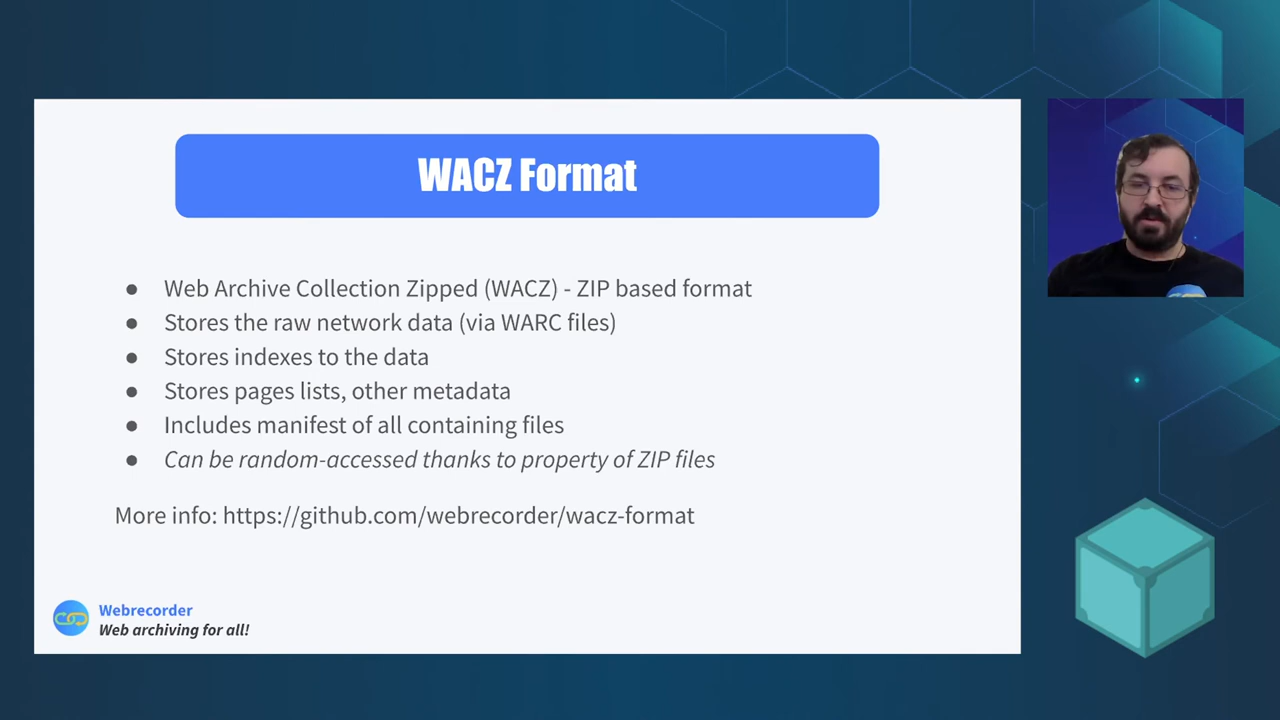 WACZ Format
● Web Archive Collection Zipped (WACZ) - ZIP based format
● Stores the raw network data (via WARC files)
● Stores indexes to the data
● Stores pages lists, other metadata
● Includes manifest of all containing files
● Can be random-accessed thanks to property of ZIP files
More info: https://github.com/webrecorder/wacz-format
Webrecorder
Web archiving for all!